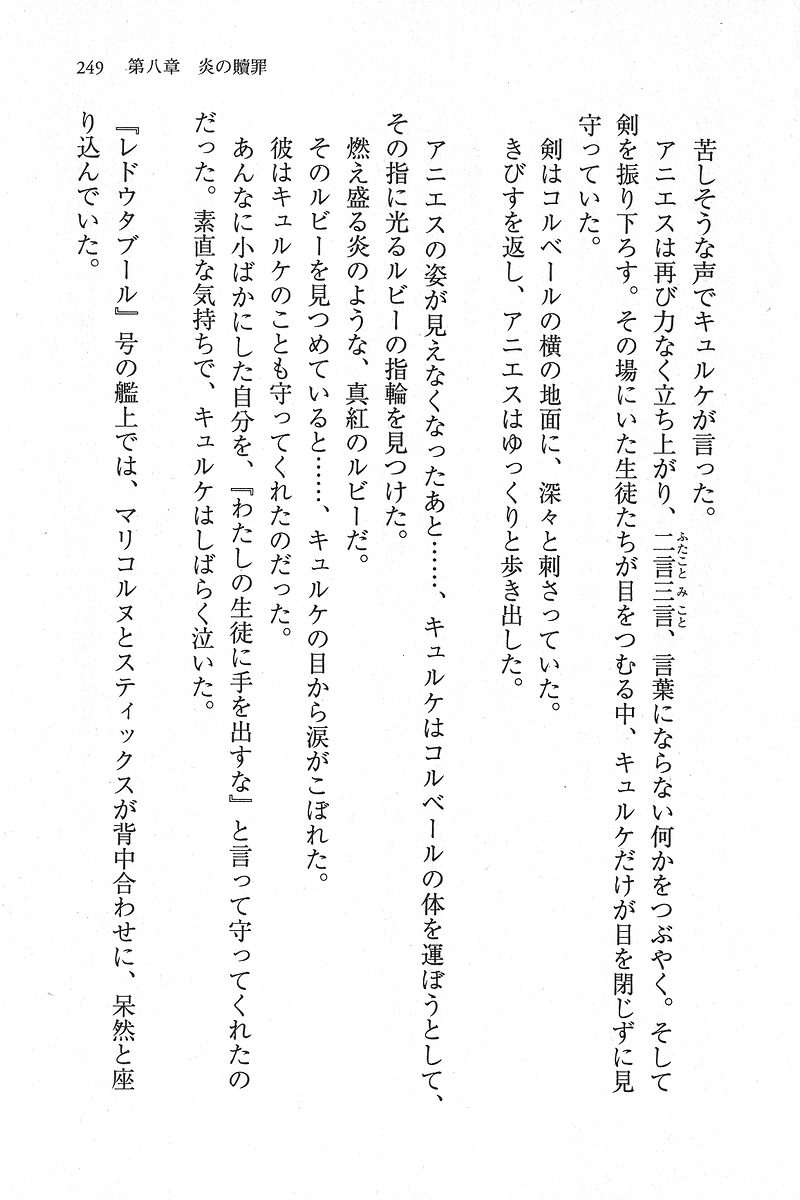 249　第八章　炎の贖罪
苦しそうな声でキュルケが言った。
アニエスは再び力なく立ち上がり、二言三言、言葉にならない何かをつぶやく。そして
ふたこと み こと
剣を振り下ろす。その場にいた生徒たちが目をつむる中、キュルケだけが目を閉じずに見
守っていた。
剣はコルベールの横の地面に、深々と刺さっていた。
きびすを返し、アニエスはゆっくりと歩き出した。
アニエスの姿が見えなくなったあと……、キュルケはコルベールの体を運ぼうとして、
その指に光るルビーの指輪を見つけた。
燃え盛る炎のような、真紅のルビーだ。
そのルビーを見つめていると……、キュルケの目から涙がこぼれた。
彼はキュルケのことも守ってくれたのだった。
あんなに小ばかにした自分を、『わたしの生徒に手を出すな』と言って守ってくれたの
だった。素直な気持ちで、キュルケはしばらく泣いた。
『レドウタブール』号の艦上では、マリコルヌとスティックスが背中合わせに、呆然と座
り込んでいた。